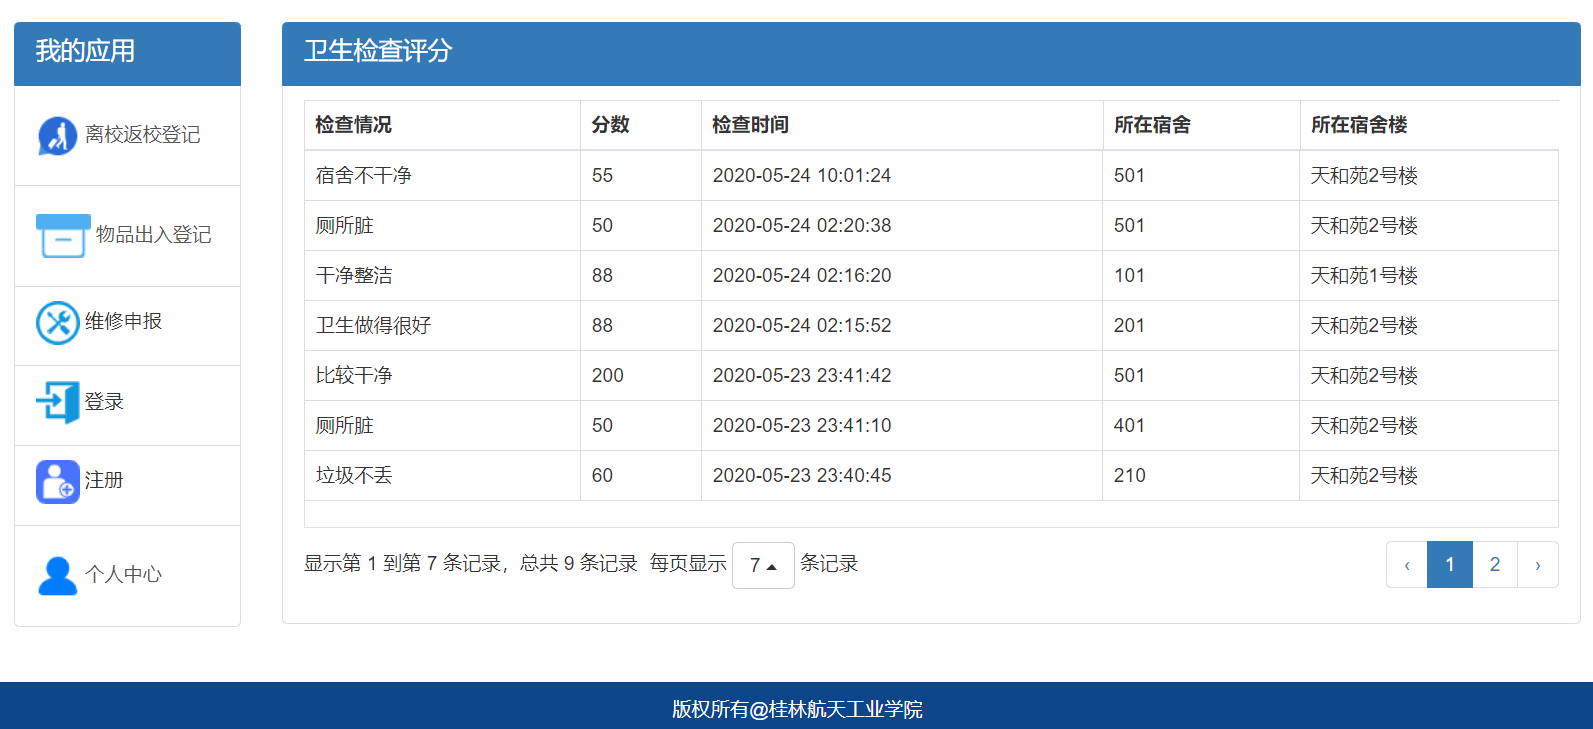 我的应用
离校返校登记
物品出入登记
维修申报
登录
注册
个人中心
卫生检查评分
检查情况 分数 检查时间 所在宿舍 所在宿舍楼
宿舍不干净 55 2020-05-24 10:01:24 501 天和苑2号楼
厕所脏 50 2020-05-24 02:20:38 501 天和苑2号楼
干净整洁 88 2020-05-24 02:16:20 101 天和苑1号楼
卫生做得很好 88 2020-05-24 02:15:52 201 天和苑2号楼
比较干净 200 2020-05-23 23:41:42 501 天和苑2号楼
厕所脏 50 2020-05-23 23:41:10 401 天和苑2号楼
垃圾不丢 60 2020-05-23 23:40:45 210 天和苑2号楼
显示第 1 到第 7 条记录，总共 9 条记录 每页显示 7 条记录
‹ 1 2 ›
版权所有@桂林航天工业学院